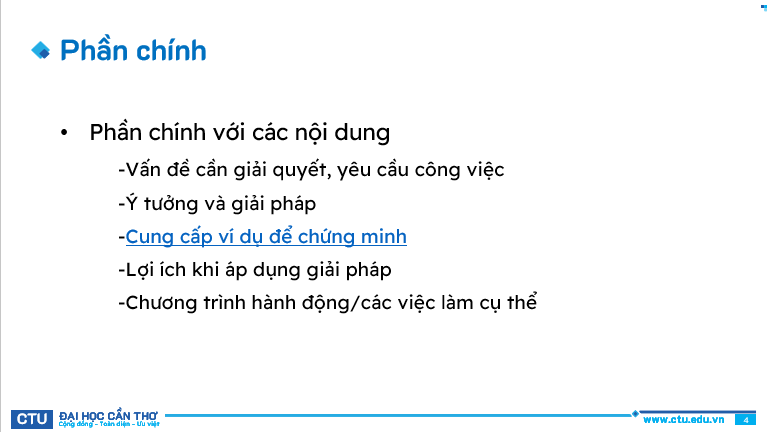 Phần chính
• Phần chính với các nội dung
-Vấn đề cần giải quyết, yêu cầu công việc
-Ý tưởng và giải pháp
-Cung cấp ví dụ để chứng minh
-Lợi ích khi áp dụng giải pháp
-Chương trình hành động/các việc làm cụ thể
CTU
ĐẠI HỌC CẦN THƠ
Cộng đồng - Toàn diện - Ưu việt
www.ctu.edu.vn
4